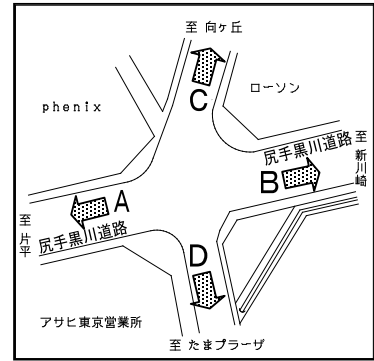 至 向ヶ丘
phenix
ローソン
C
尻手黒川道路
至 新川崎
B
A
至 片平
尻手黒川道路
D
アサヒ東京営業所
至 たまプラーザ